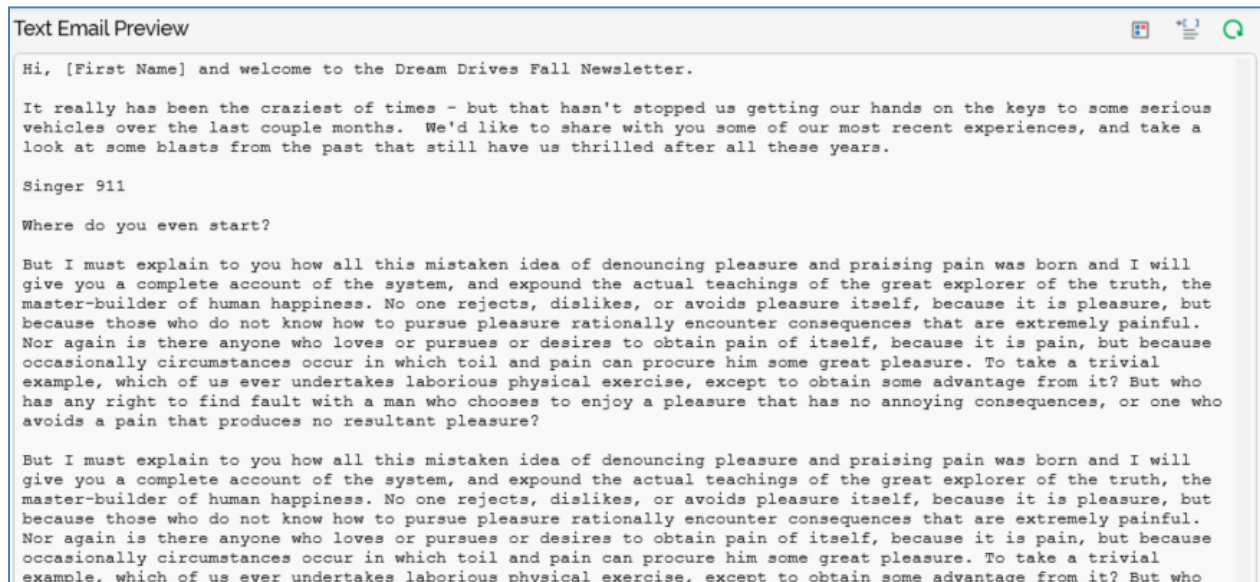 Text Email Preview
Hi, [First Name] and welcome to the Dream Drives Fall Newsletter.
It really has been the craziest of times - but that hasn't stopped us getting our hands on the keys to some serious
vehicles over the last couple months.  We'd like to share with you some of our most recent experiences, and take a
look at some blasts from the past that still have us thrilled after all these years.
Singer 911
Where do you even start?
But I must explain to you how all this mistaken idea of denouncing pleasure and praising pain was born and I will
give you a complete account of the system, and expound the actual teachings of the great explorer of the truth, the
master-builder of human happiness. No one rejects, dislikes, or avoids pleasure itself, because it is pleasure, but
because those who do not know how to pursue pleasure rationally encounter consequences that are extremely painful.
Nor again is there anyone who loves or pursues or desires to obtain pain of itself, because it is pain, but because
occasionally circumstances occur in which toil and pain can procure him some great pleasure. To take a trivial
example, which of us ever undertakes laborious physical exercise, except to obtain some advantage from it? But who
has any right to find fault with a man who chooses to enjoy a pleasure that has no annoying consequences, or one who
avoids a pain that produces no resultant pleasure?
But I must explain to you how all this mistaken idea of denouncing pleasure and praising pain was born and I will
give you a complete account of the system, and expound the actual teachings of the great explorer of the truth, the
master-builder of human happiness. No one rejects, dislikes, or avoids pleasure itself, because it is pleasure, but
because those who do not know how to pursue pleasure rationally encounter consequences that are extremely painful.
Nor again is there anyone who loves or pursues or desires to obtain pain of itself, because it is pain, but because
occasionally circumstances occur in which toil and pain can procure him some great pleasure. To take a trivial
example, which of us ever undertakes laborious physical exercise, except to obtain some advantage from it? But who